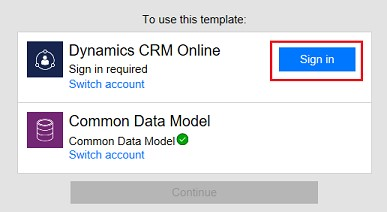 To use this template:
Dynamics CRM Online
Sign in required
Switch account
Sign in
Common Data Model
Common Data Model
Switch account
Continue